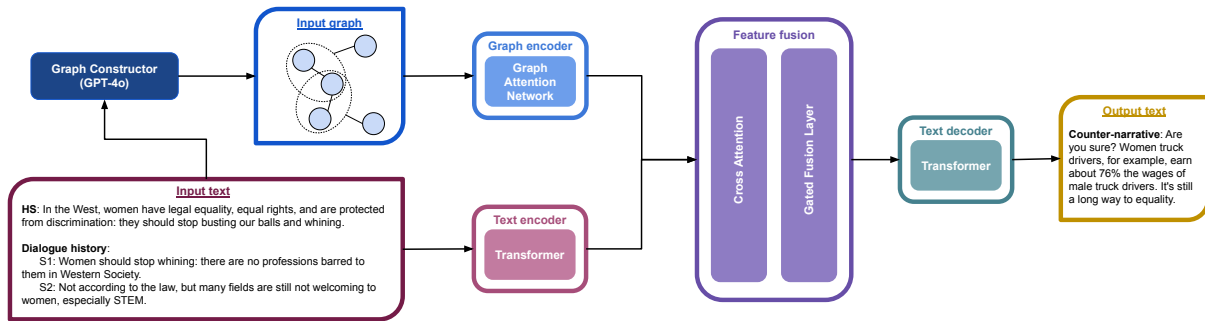 Graph Constructor
(GPT-4o)
Input graph
Graph encoder
Graph
Attention
Network
Input text
HS: In the West, women have legal equality, equal rights, and are protected
from discrimination: they should stop busting our balls and whining.
Dialogue history:
S1: Women should stop whining: there are no professions barred to
them in Western Society.
S2: Not according to the law, but many fields are still not welcoming to
women, especially STEM.
Text encoder
Transformer
Feature fusion
Cross Attention
Gated Fusion Layer
Text decoder
Transformer
Output text
Counter-narrative: Are
you sure? Women truck
drivers, for example, earn
about 76% the wages of
male truck drivers. It's still
a long way to equality.